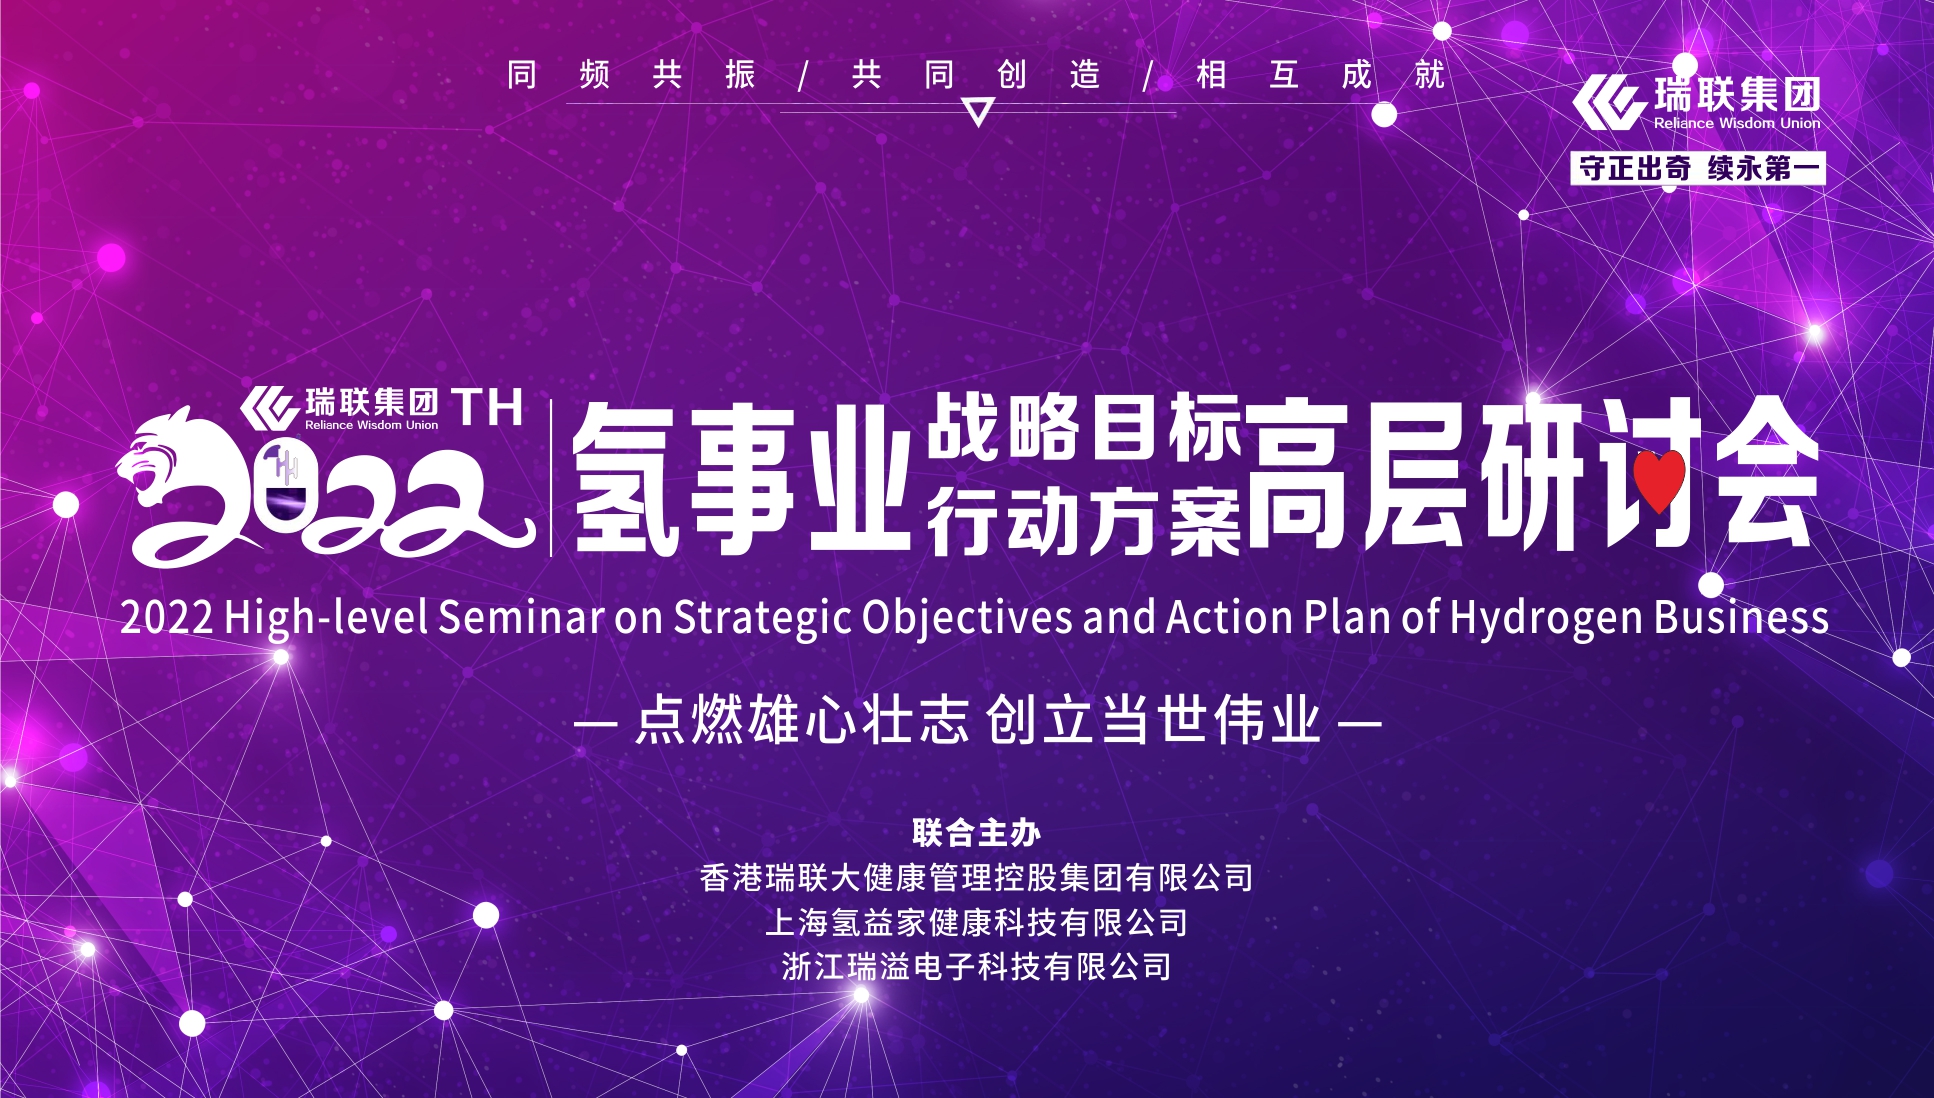 同频共振/共同创造/相互成就
瑞联集团
Reliance Wisdom Union
守正出奇 续永第一
瑞联集团 TH
Reliance Wisdom Union
2022
氢事业 战略目标 高层研讨会
行动方案
2022 High-level Seminar on Strategic Objectives and Action Plan of Hydrogen Business
— 点燃雄心壮志 创立当世伟业 —
联合主办
香港瑞联大健康管理控股集团有限公司
上海氢益家健康科技有限公司
浙江瑞溢电子科技有限公司